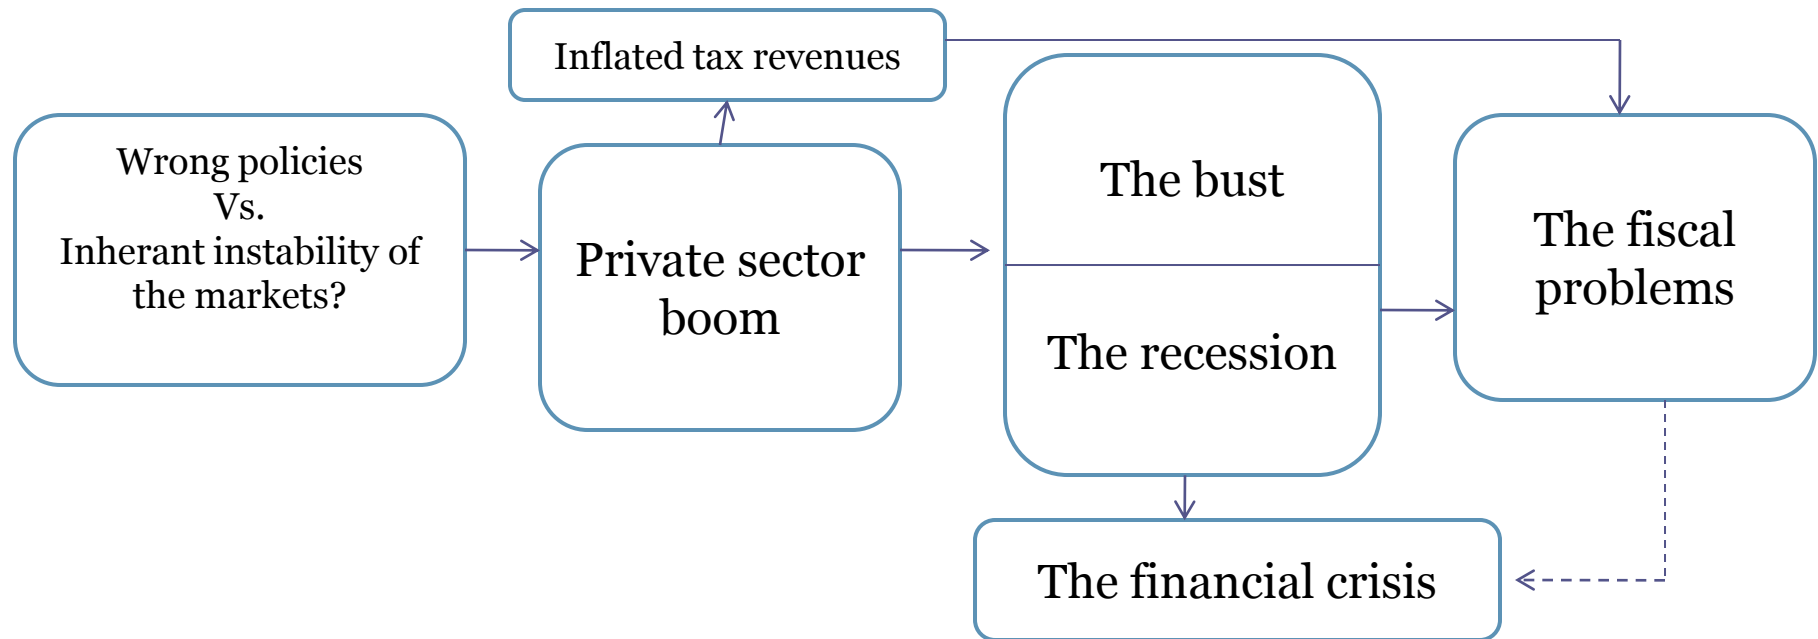 Inflated tax revenues
Wrong policies
Vs.
Inherant instability of
the markets?
Private sector
boom
The bust
The recession
The fiscal
problems
The financial crisis